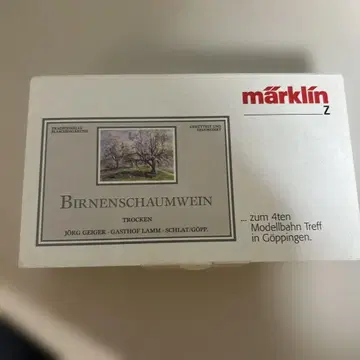 märklin
Z
BIRNENSCHAUMWEIN
TROCKEN
JÖRG GEIGER - GASTHOF LAMM - SCHLAT/GÖPP.
... zum 4ten
Modellbahn Treff
in Göppingen.